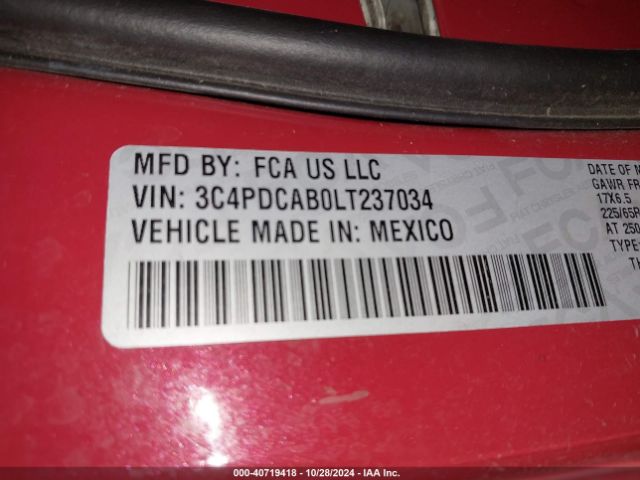 MFD BY: FCA US LLC
VIN: 3C4PDCAB0LT237034
VEHICLE MADE IN: MEXICO
DATE OF M
GAWR FR
17X6.5
225/65R
AT 250
TYPE:
TH
000-40719418 - 10/28/2024 - IAA Inc.